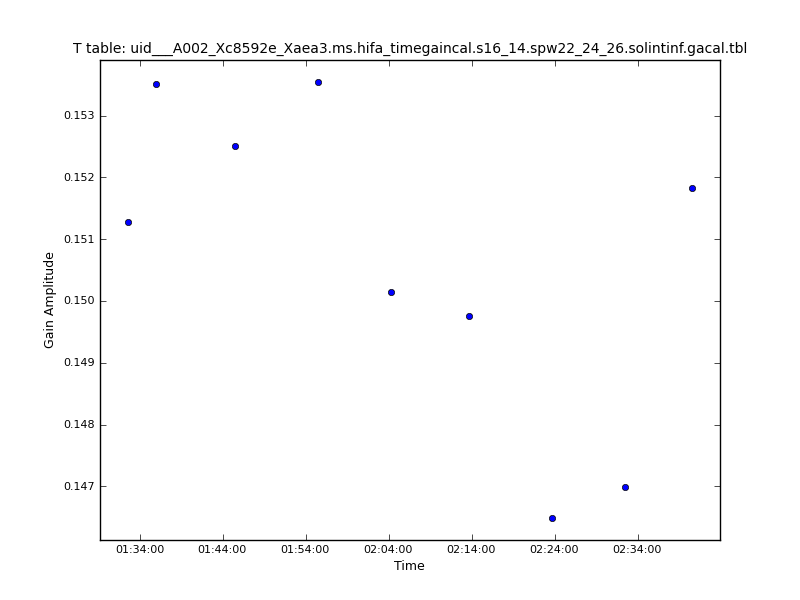 T table: uid___A002_Xc8592e_Xaea3.ms.hifa_timegaincal.s16_14.spw22_24_26.solintinf.gacal.tbl
0.153
0.152
0.151
0.150
0.149
0.148
0.147
Gain Amplitude
01:34:00 01:44:00 01:54:00 02:04:00 02:14:00 02:24:00 02:34:00
Time